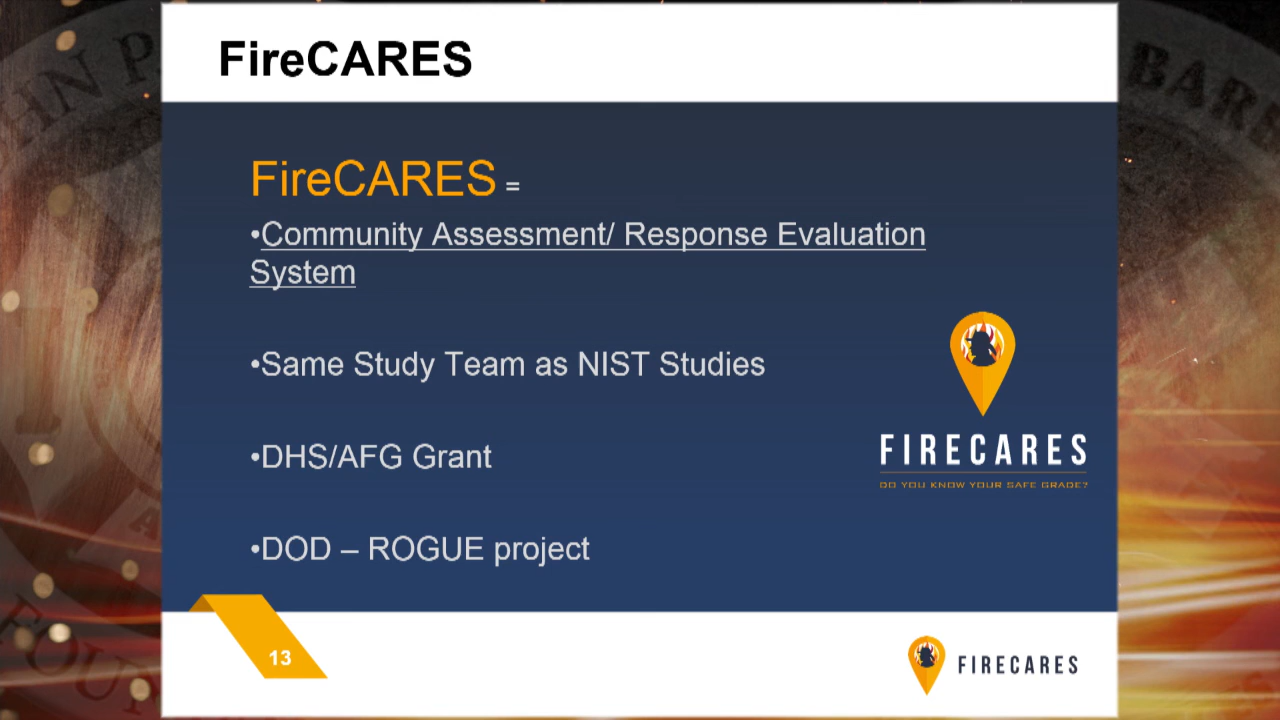 FireCARES
FireCARES =
•Community Assessment/ Response Evaluation
System
•Same Study Team as NIST Studies
•DHS/AFG Grant
•DOD – ROGUE project
FIRECARES
DO YOU KNOW YOUR SAFE GRADE?
13
FIRECARES